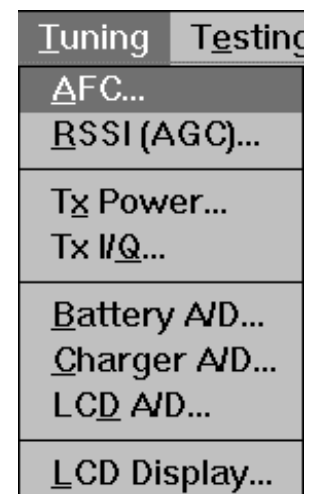 Tuning Testing
AFC...
RSSI (AGC)...
Tx Power...
Tx I/Q...
Battery A/D...
Charger A/D...
LCD A/D...
LCD Display...